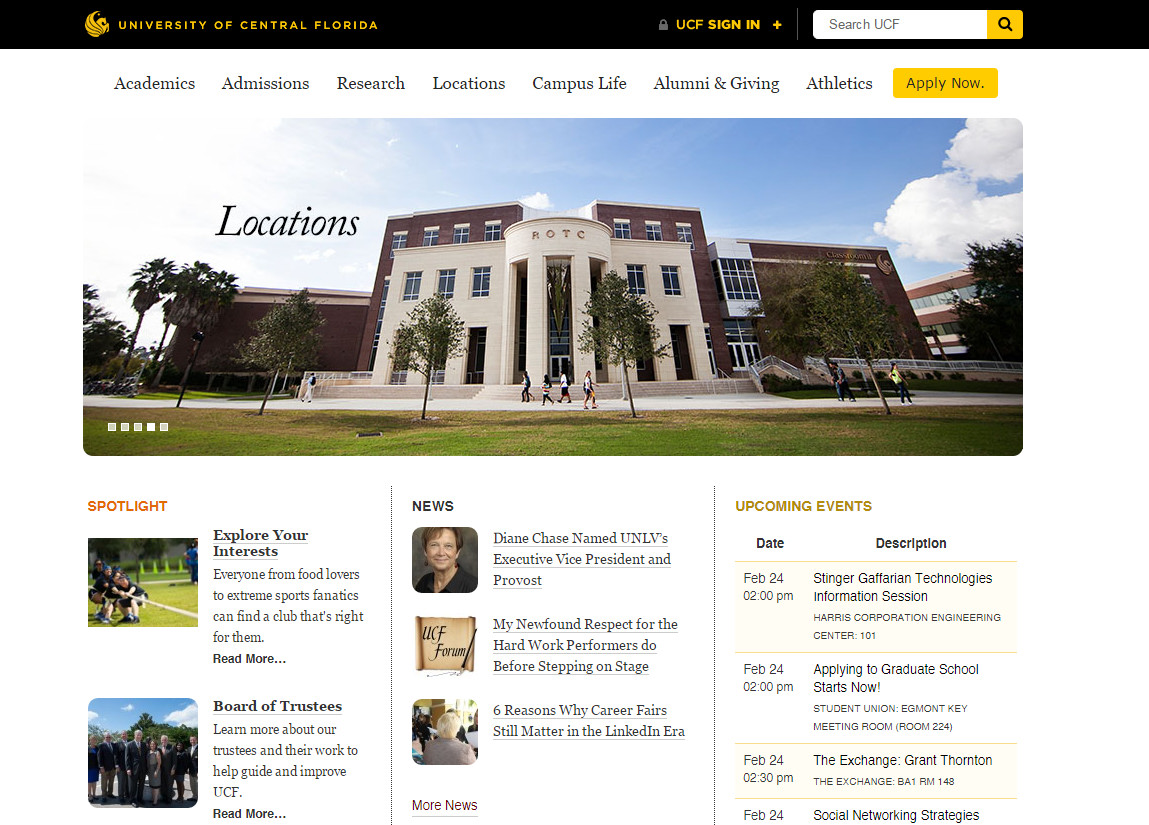 UNIVERSITY OF CENTRAL FLORIDA
UCF SIGN IN +
Search UCF
Academics
Admissions
Research
Locations
Campus Life
Alumni & Giving
Athletics
Apply Now.
Locations
ROTC
Classroom II
SPOTLIGHT
Explore Your
Interests
Everyone from food lovers
to extreme sports fanatics
can find a club that's right
for them.
Read More…
Board of Trustees
Learn more about our
trustees and their work to
help guide and improve
UCF.
Read More…
NEWS
Diane Chase Named UNLV's
Executive Vice President and
Provost
UCF
Forum
My Newfound Respect for the
Hard Work Performers do
Before Stepping on Stage
6 Reasons Why Career Fairs
Still Matter in the LinkedIn Era
More News
UPCOMING EVENTS
Date
Description
Feb 24
02:00 pm
Stinger Gaffarian Technologies
Information Session
HARRIS CORPORATION ENGINEERING
CENTER: 101
Feb 24
02:00 pm
Applying to Graduate School
Starts Now!
STUDENT UNION: EGMONT KEY
MEETING ROOM (ROOM 224)
Feb 24
02:30 pm
The Exchange: Grant Thornton
THE EXCHANGE: BA1 RM 148
Feb 24
Social Networking Strategies